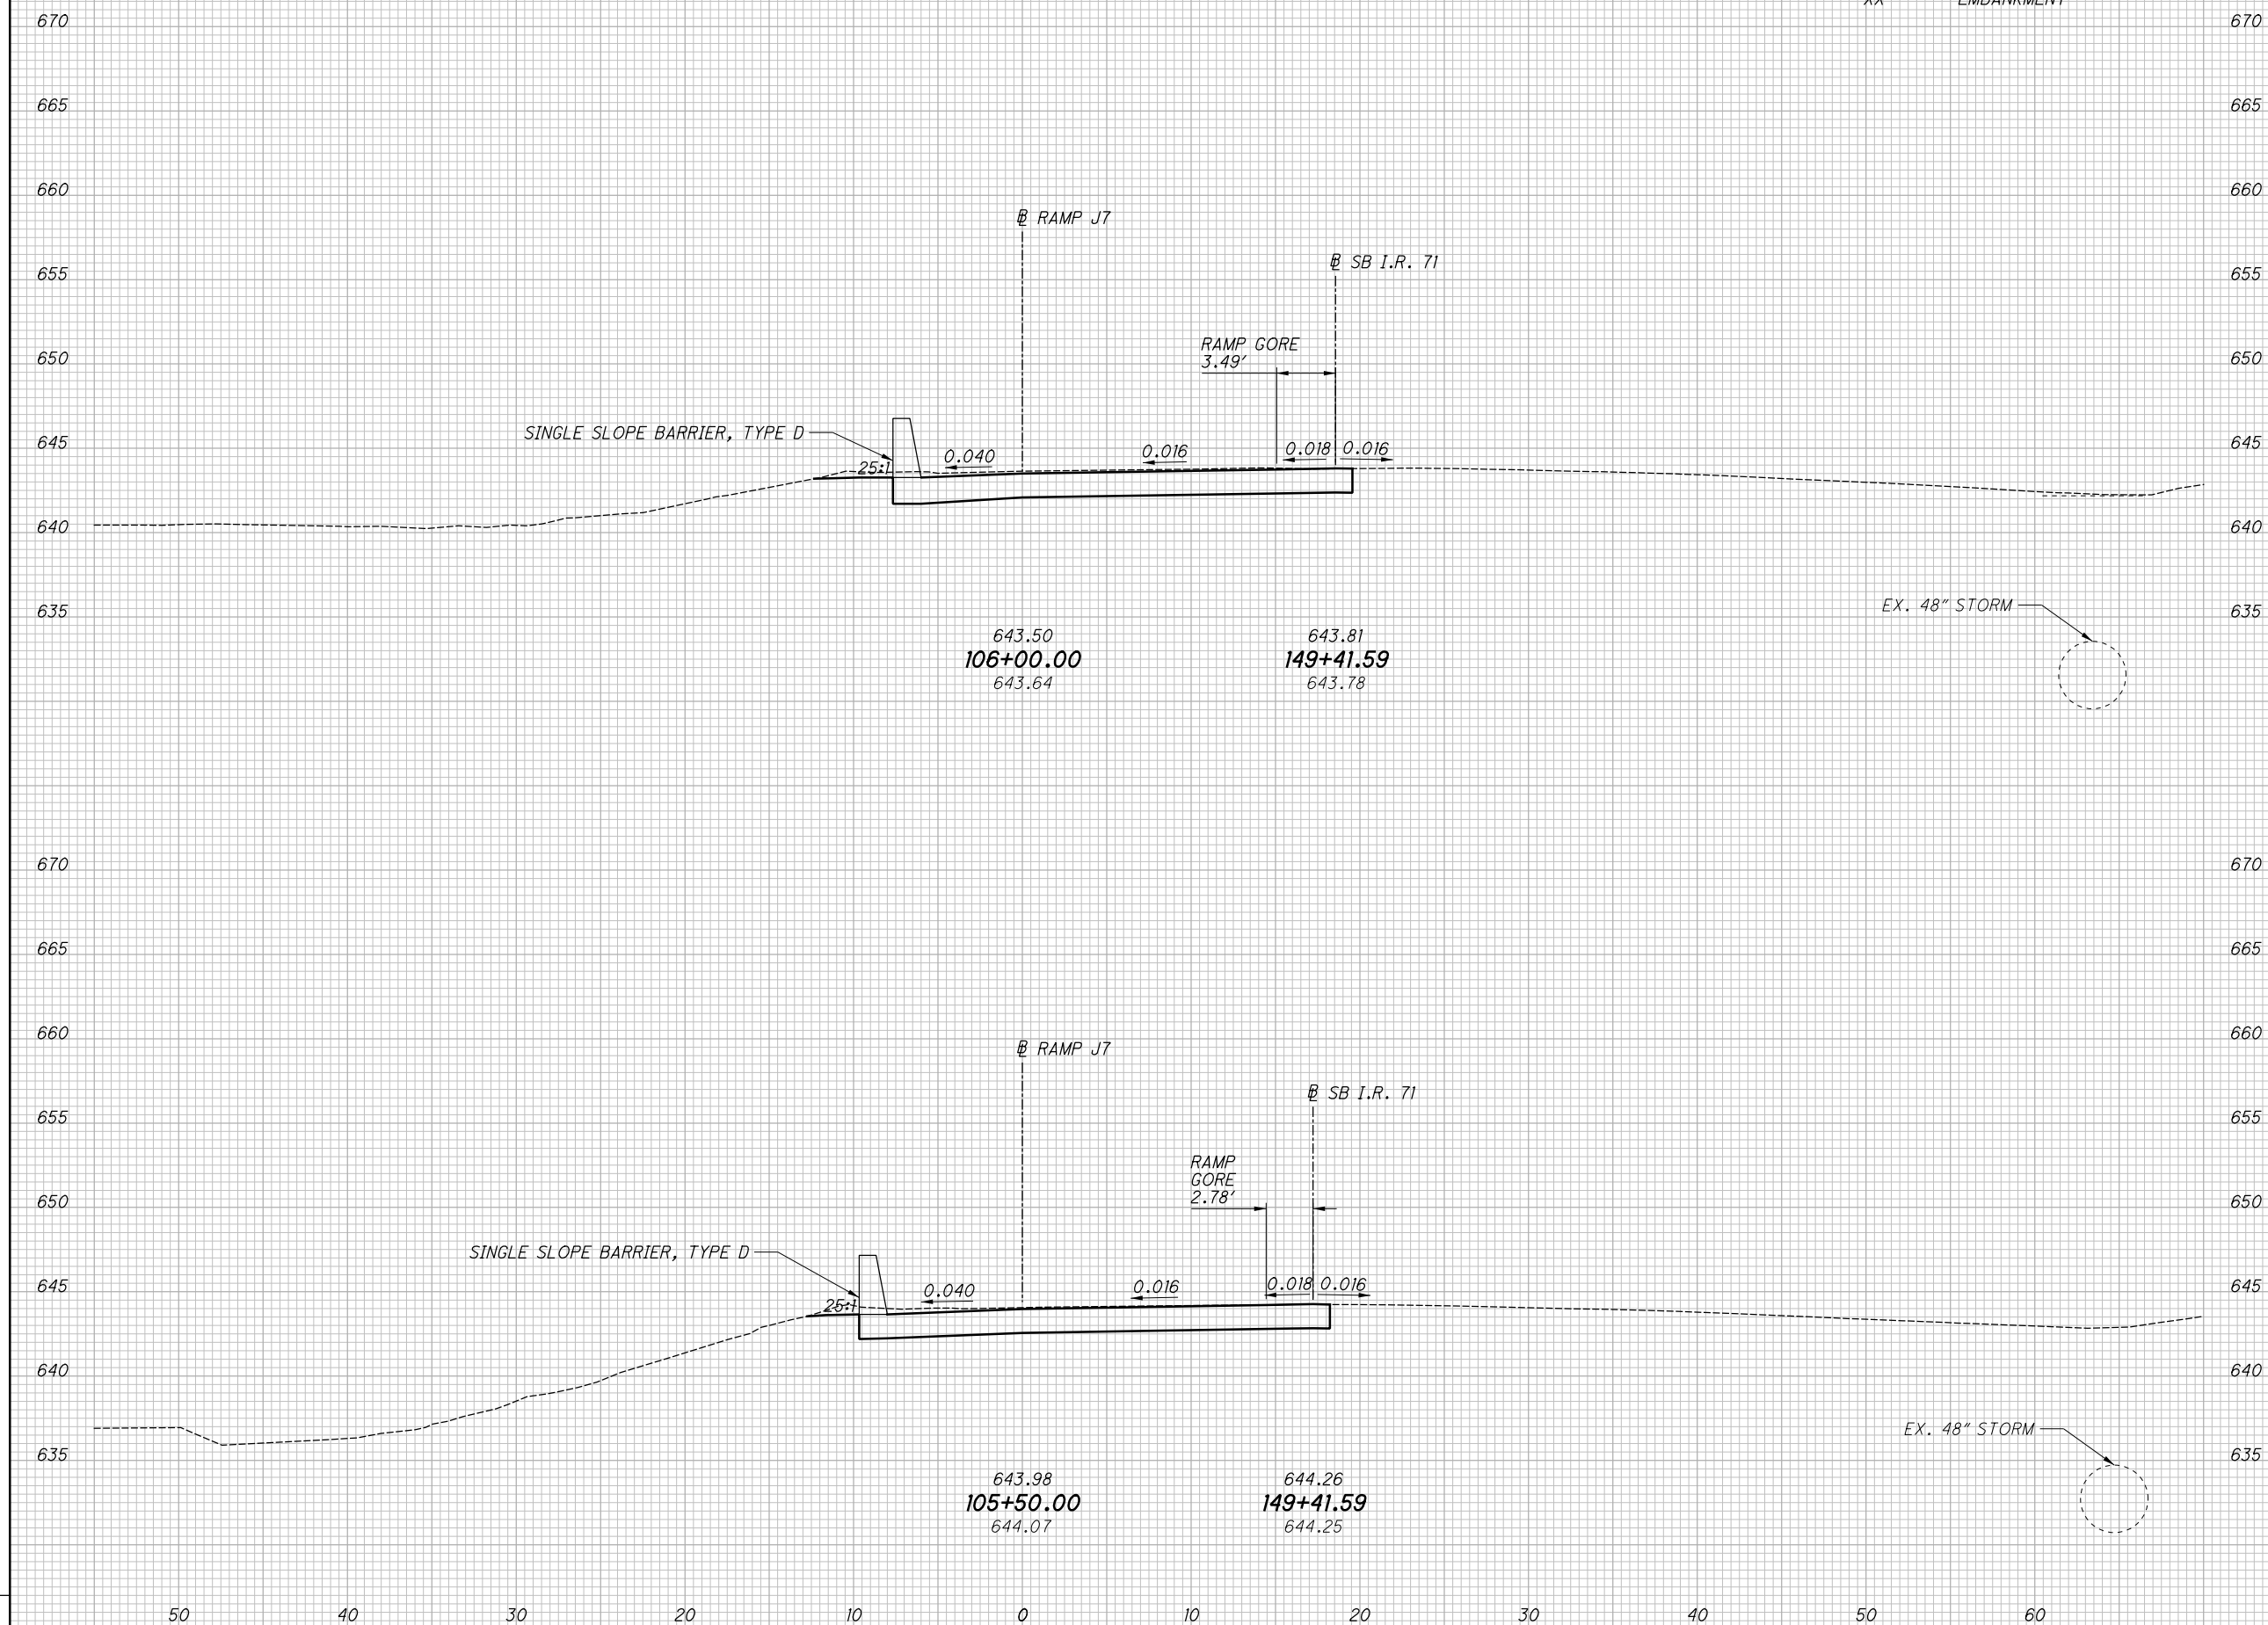 XX EMBANKMENT
670 670
665 665
660 660
℄ RAMP J7
655 ℄ SB I.R. 71 655
RAMP GORE
650 650
3.49'
SINGLE SLOPE BARRIER, TYPE D
645 645
25:1 0.040 0.016 0.018 0.016
640 640
635 EX. 48" STORM 635
643.50 643.81
106+00.00 149+41.59
643.64 643.78
670 670
665 665
660 660
℄ RAMP J7
655 655
℄ SB I.R. 71
RAMP
GORE
2.78'
650 650
SINGLE SLOPE BARRIER, TYPE D
645 645
25:1 0.040 0.016 0.018 0.016
640 640
EX. 48" STORM
635 635
643.98 644.26
105+50.00 149+41.59
644.07 644.25
50 40 30 20 10 0 10 20 30 40 50 60